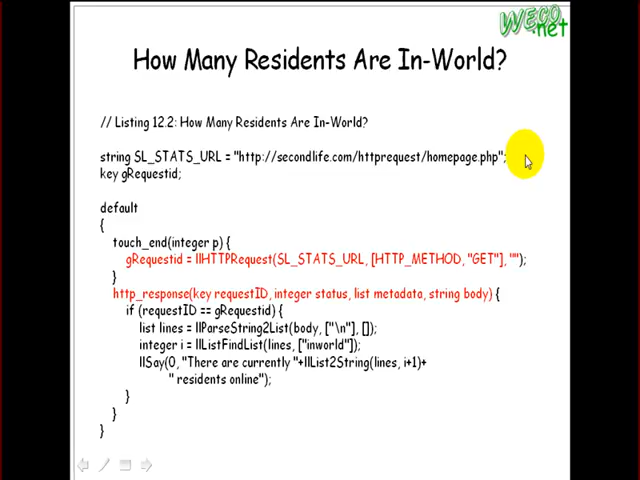 WECO
.net
How Many Residents Are In-World?
// Listing 12.2: How Many Residents Are In-World?
string SL_STATS_URL = "http://secondlife.com/httprequest/homepage.php";
key gRequestid;
default
{
touch_end(integer p) {
gRequestid = llHTTPRequest(SL_STATS_URL, [HTTP_METHOD, "GET"], "");
}
http_response(key requestID, integer status, list metadata, string body) {
if (requestID == gRequestid) {
list lines = llParseString2List(body, ["\n"], []);
integer i = llListFindList(lines, ["inworld"]);
llSay(0, "There are currently "+llList2String(lines, i+1)+
" residents online");
}
}
}